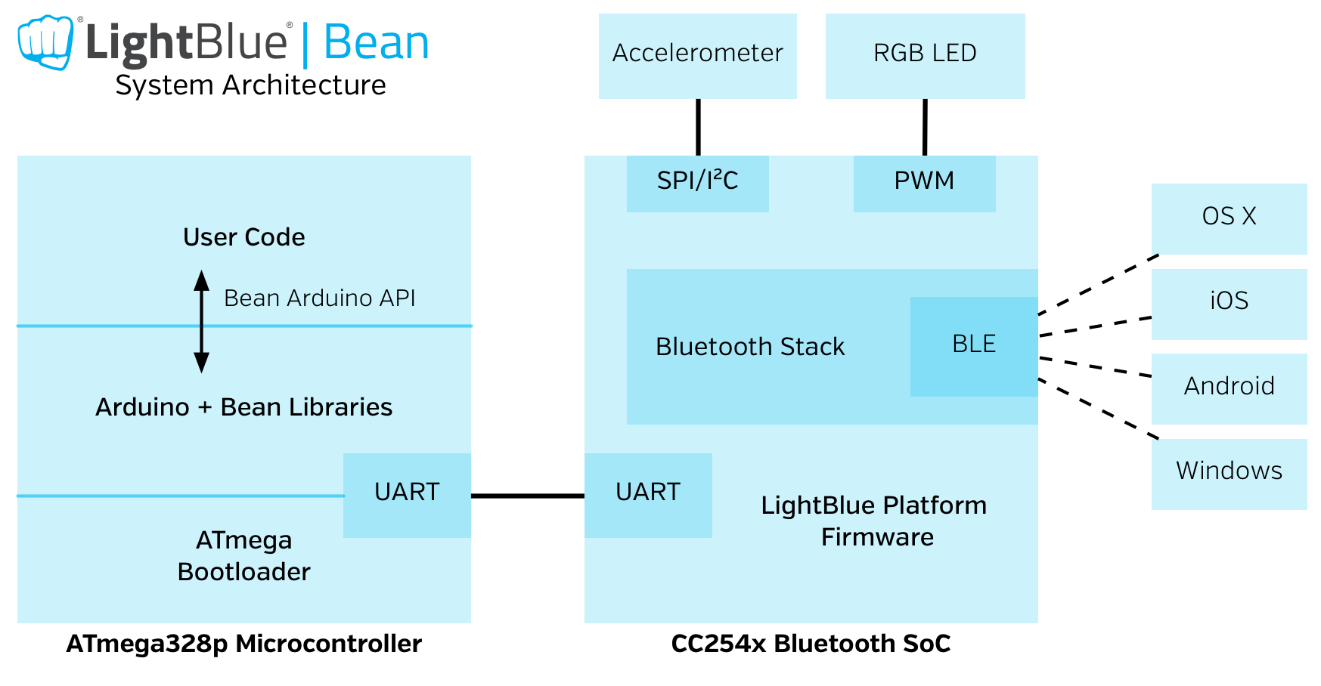 LightBlue® | Bean
System Architecture
Accelerometer
RGB LED
SPI/I²C
PWM
User Code
Bean Arduino API
Arduino + Bean Libraries
UART
ATmega
Bootloader
ATmega328p Microcontroller
Bluetooth Stack
BLE
UART
LightBlue Platform
Firmware
CC254x Bluetooth SoC
OS X
iOS
Android
Windows